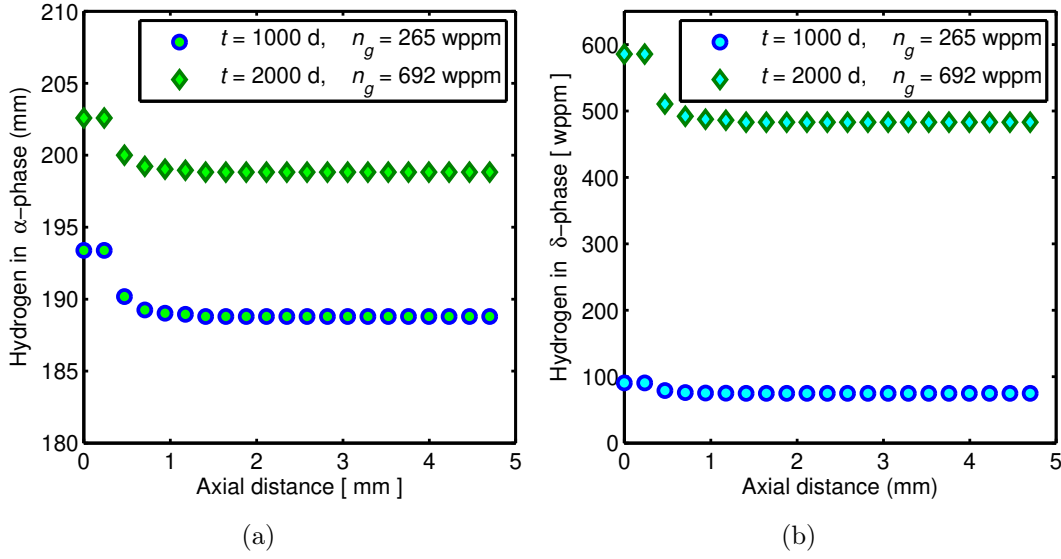 210
205
200
195
190
185
180
Hydrogen in α−phase (mm)
t = 1000 d, n_g = 265 wppm
t = 2000 d, n_g = 692 wppm
0 1 2 3 4 5
Axial distance [ mm ]
(a)
600
500
400
300
200
100
0
Hydrogen in δ−phase [ wppm]
t = 1000 d, n_g = 265 wppm
t = 2000 d, n_g = 692 wppm
0 1 2 3 4 5
Axial distance (mm)
(b)